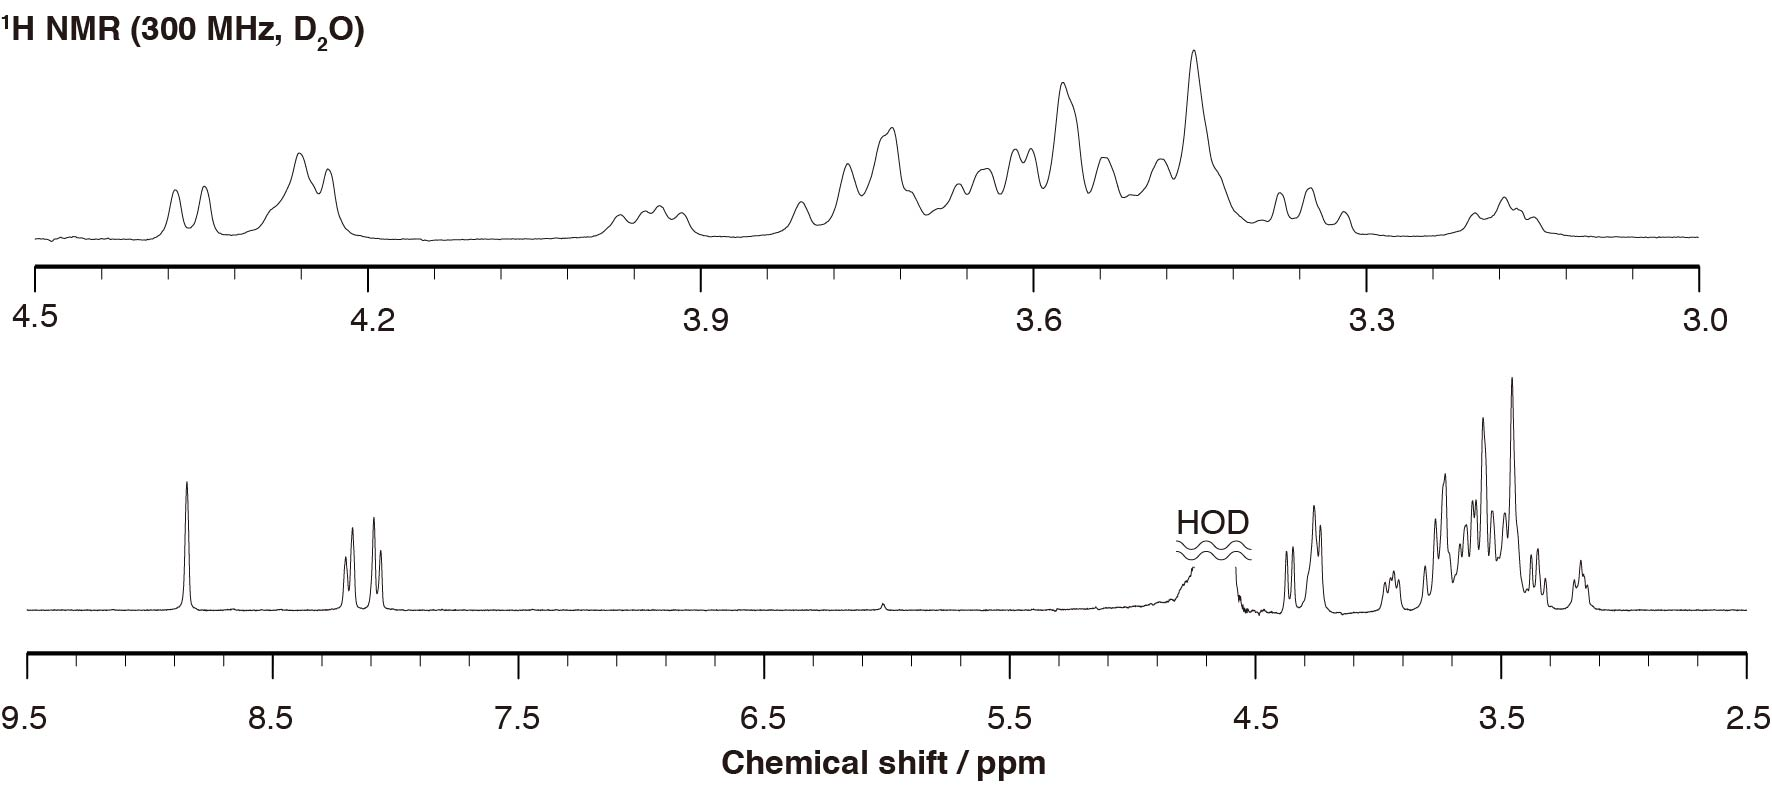 ¹H NMR (300 MHz, D₂O)
4.5 4.2 3.9 3.6 3.3 3.0
HOD
9.5 8.5 7.5 6.5 5.5 4.5 3.5 2.5
Chemical shift / ppm